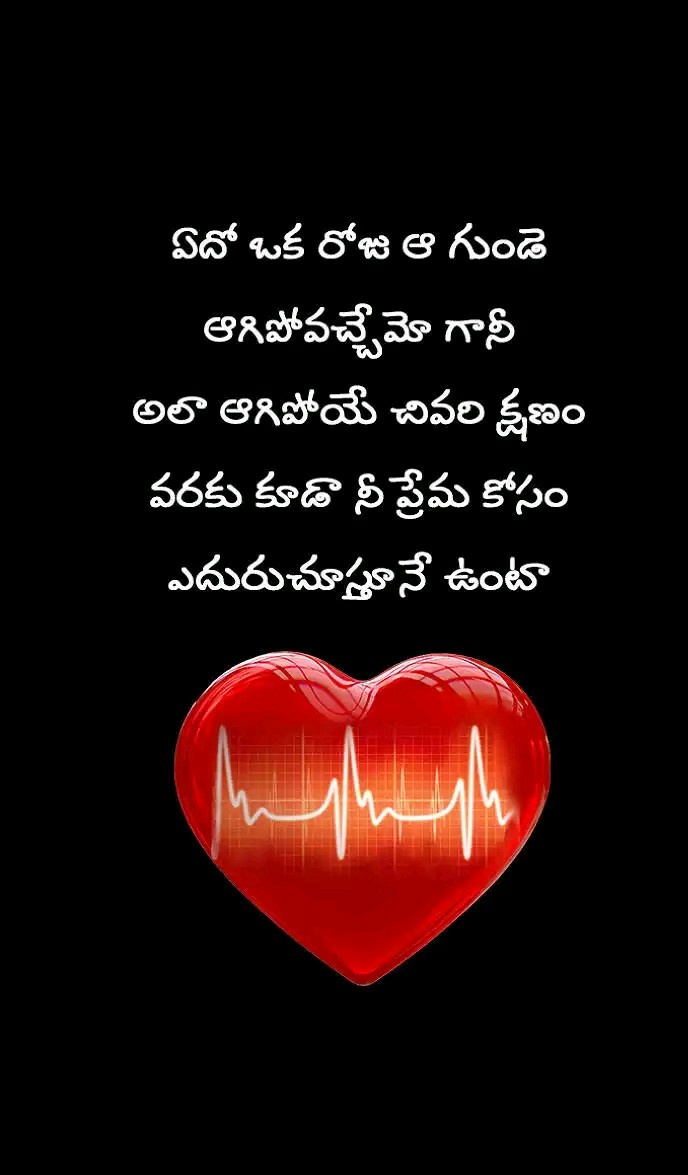 ఏదో ఒక రోజు ఆ గుండె
ఆగిపోవచ్చేమో గానీ
అలా ఆగిపోయే చివరి క్షణం
వరకు కూడా నీ ప్రేమ కోసం
ఎదురుచూస్తూనే ఉంటా